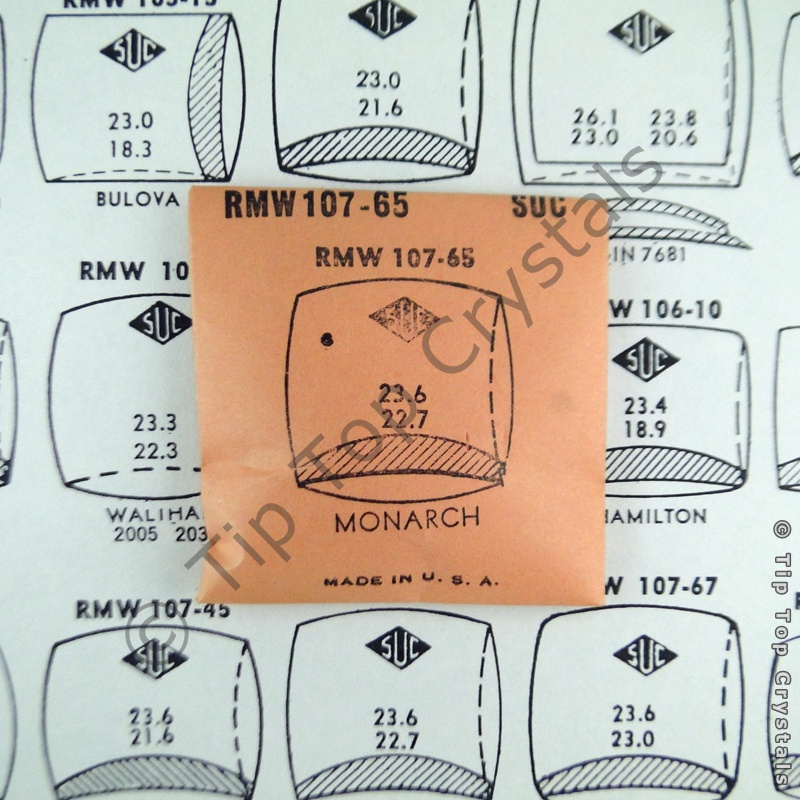 RMW 105-15
SUC
23.0
18.3
BULOVA
SUC
23.0
21.6
SUC
26.1 23.8
23.0 20.6
IN 7681
RMW 107-65 SUC
RMW 107-65
SUC
23.6
22.7
MONARCH
MADE IN U. S. A.
RMW 10
SUC
23.3
22.3
WALTHA
2005 203
W 106-10
SUC
23.4
18.9
HAMILTON
RMW 107-45
SUC
23.6
21.6
SUC
23.6
22.7
W 107-67
SUC
23.6
23.0
© Tip Top Crystals
© Tip Top Crystals